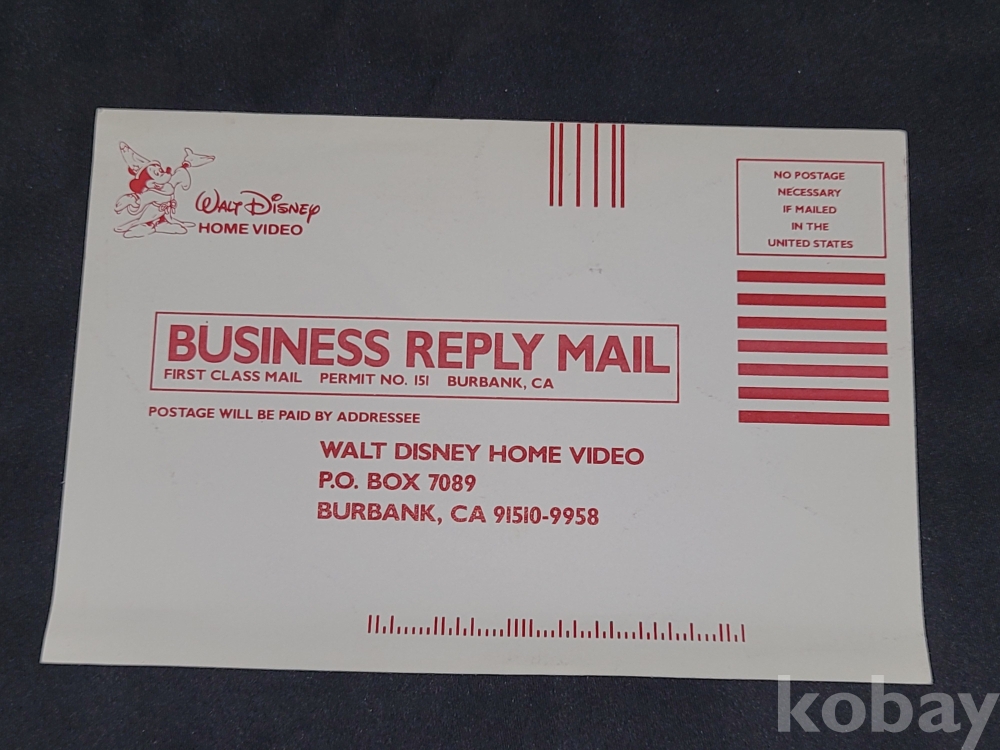 WALT DISNEY
HOME VIDEO
NO POSTAGE
NECESSARY
IF MAILED
IN THE
UNITED STATES
BUSINESS REPLY MAIL
FIRST CLASS MAIL PERMIT NO. 151 BURBANK, CA
POSTAGE WILL BE PAID BY ADDRESSEE
WALT DISNEY HOME VIDEO
P.O. BOX 7089
BURBANK, CA 91510-9958
kobay